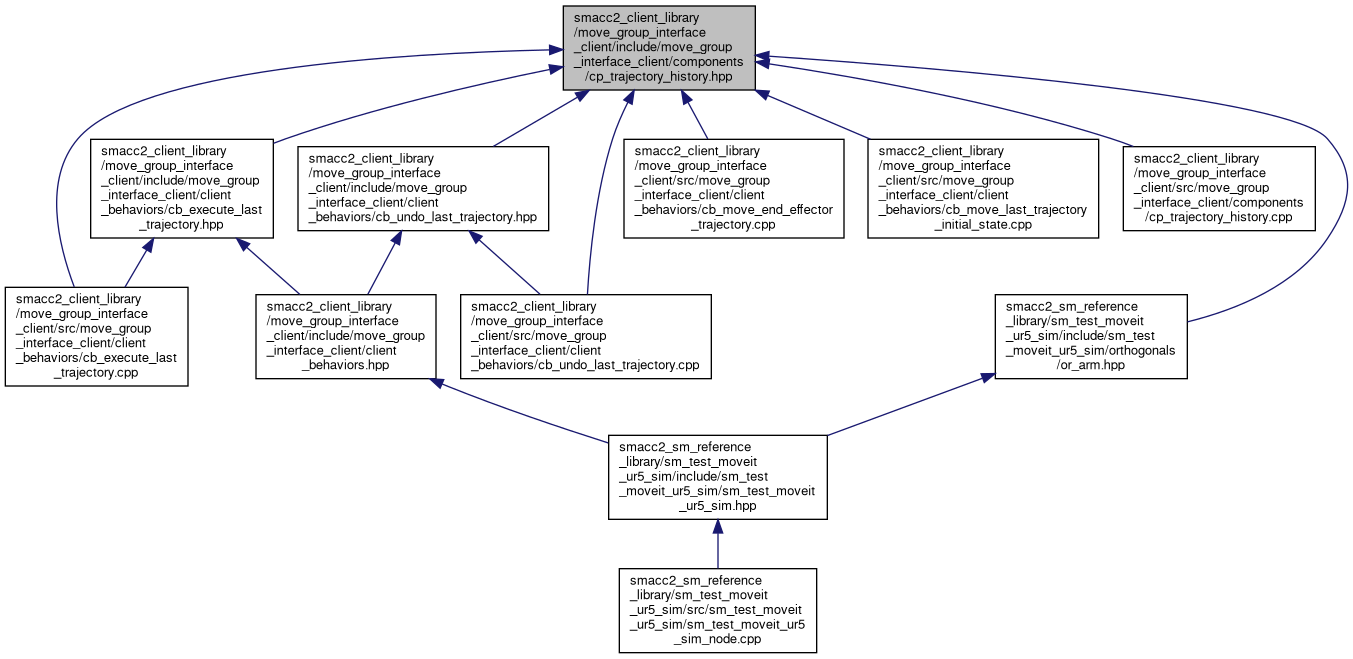 smacc2_client_library
/move_group_interface
_client/include/move_group
_interface_client/components
/cp_trajectory_history.hpp
smacc2_client_library
/move_group_interface
_client/include/move_group
_interface_client/client
_behaviors/cb_execute_last
_trajectory.hpp
smacc2_client_library
/move_group_interface
_client/include/move_group
_interface_client/client
_behaviors/cb_undo_last_trajectory.hpp
smacc2_client_library
/move_group_interface
_client/src/move_group
_interface_client/client
_behaviors/cb_move_end_effector
_trajectory.cpp
smacc2_client_library
/move_group_interface
_client/src/move_group
_interface_client/client
_behaviors/cb_move_last_trajectory
_initial_state.cpp
smacc2_client_library
/move_group_interface
_client/src/move_group
_interface_client/components
/cp_trajectory_history.cpp
smacc2_client_library
/move_group_interface
_client/src/move_group
_interface_client/client
_behaviors/cb_execute_last
_trajectory.cpp
smacc2_client_library
/move_group_interface
_client/include/move_group
_interface_client/client
_behaviors.hpp
smacc2_client_library
/move_group_interface
_client/src/move_group
_interface_client/client
_behaviors/cb_undo_last_trajectory.cpp
smacc2_sm_reference
_library/sm_test_moveit
_ur5_sim/include/sm_test
_moveit_ur5_sim/orthogonals
/or_arm.hpp
smacc2_sm_reference
_library/sm_test_moveit
_ur5_sim/include/sm_test
_moveit_ur5_sim/sm_test_moveit
_ur5_sim.hpp
smacc2_sm_reference
_library/sm_test_moveit
_ur5_sim/src/sm_test_moveit
_ur5_sim/sm_test_moveit_ur5
_sim_node.cpp